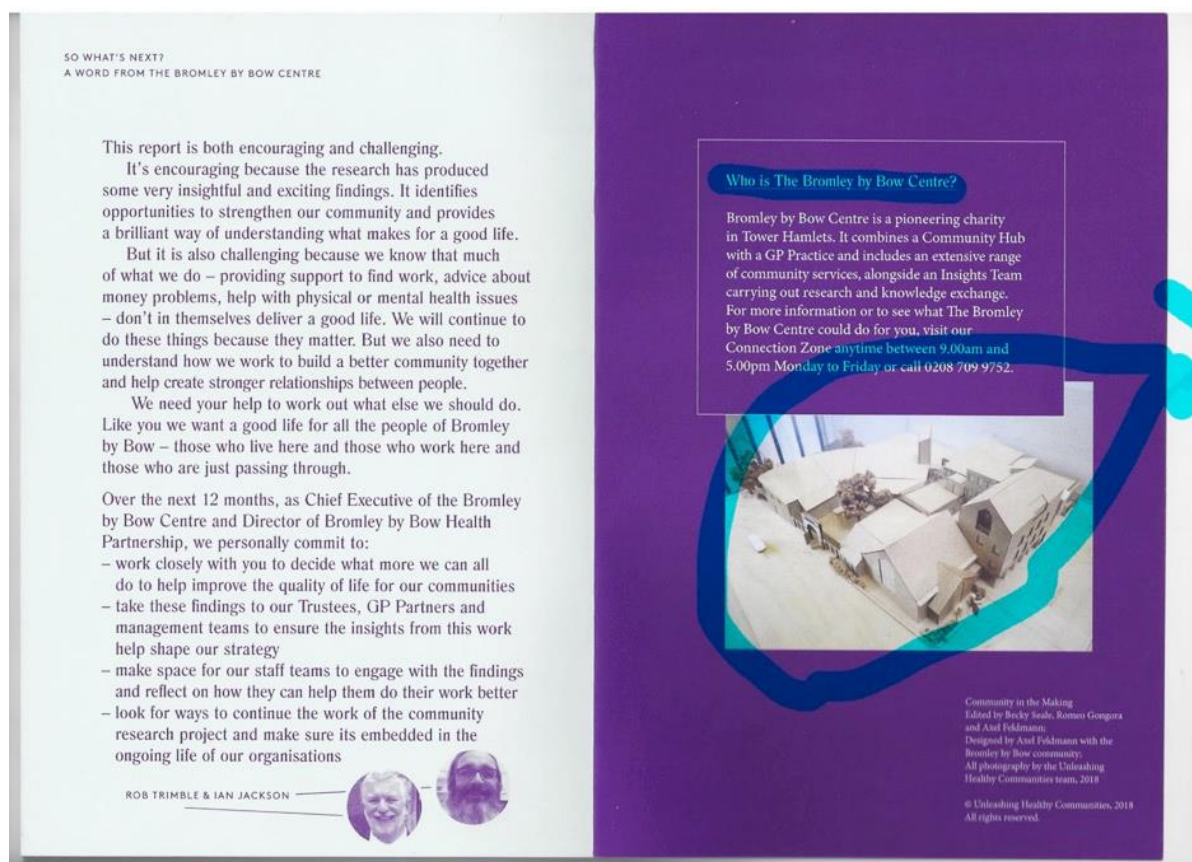 SO WHAT'S NEXT?
A WORD FROM THE BROMLEY BY BOW CENTRE
This report is both encouraging and challenging.
It's encouraging because the research has produced
some very insightful and exciting findings. It identifies
opportunities to strengthen our community and provides
a brilliant way of understanding what makes for a good life.
But it is also challenging because we know that much
of what we do – providing support to find work, advice about
money problems, help with physical or mental health issues
– don't in themselves deliver a good life. We will continue to
do these things because they matter. But we also need to
understand how we work to build a better community together
and help create stronger relationships between people.
We need your help to work out what else we should do.
Like you we want a good life for all the people of Bromley
by Bow – those who live here and those who work here and
those who are just passing through.
Over the next 12 months, as Chief Executive of the Bromley
by Bow Centre and Director of Bromley by Bow Health
Partnership, we personally commit to:
– work closely with you to decide what more we can all
do to help improve the quality of life for our communities
– take these findings to our Trustees, GP Partners and
management teams to ensure the insights from this work
help shape our strategy
– make space for our staff teams to engage with the findings
and reflect on how they can help them do their work better
– look for ways to continue the work of the community
research project and make sure its embedded in the
ongoing life of our organisations
ROB TRIMBLE & IAN JACKSON
Who is The Bromley by Bow Centre?
Bromley by Bow Centre is a pioneering charity
in Tower Hamlets. It combines a Community Hub
with a GP Practice and includes an extensive range
of community services, alongside an Insights Team
carrying out research and knowledge exchange.
For more information or to see what The Bromley
by Bow Centre could do for you, visit our
Connection Zone anytime between 9.00am and
5.00pm Monday to Friday or call 0208 709 9752.
Community in the Making
Edited by Becky Seale, Romeo Gongora
and Axel Feldmann;
Designed by Axel Feldmann with the
Bromley by Bow community;
All photography by the Unleashing
Healthy Communities team, 2018
© Unleashing Healthy Communities, 2018
All rights reserved.